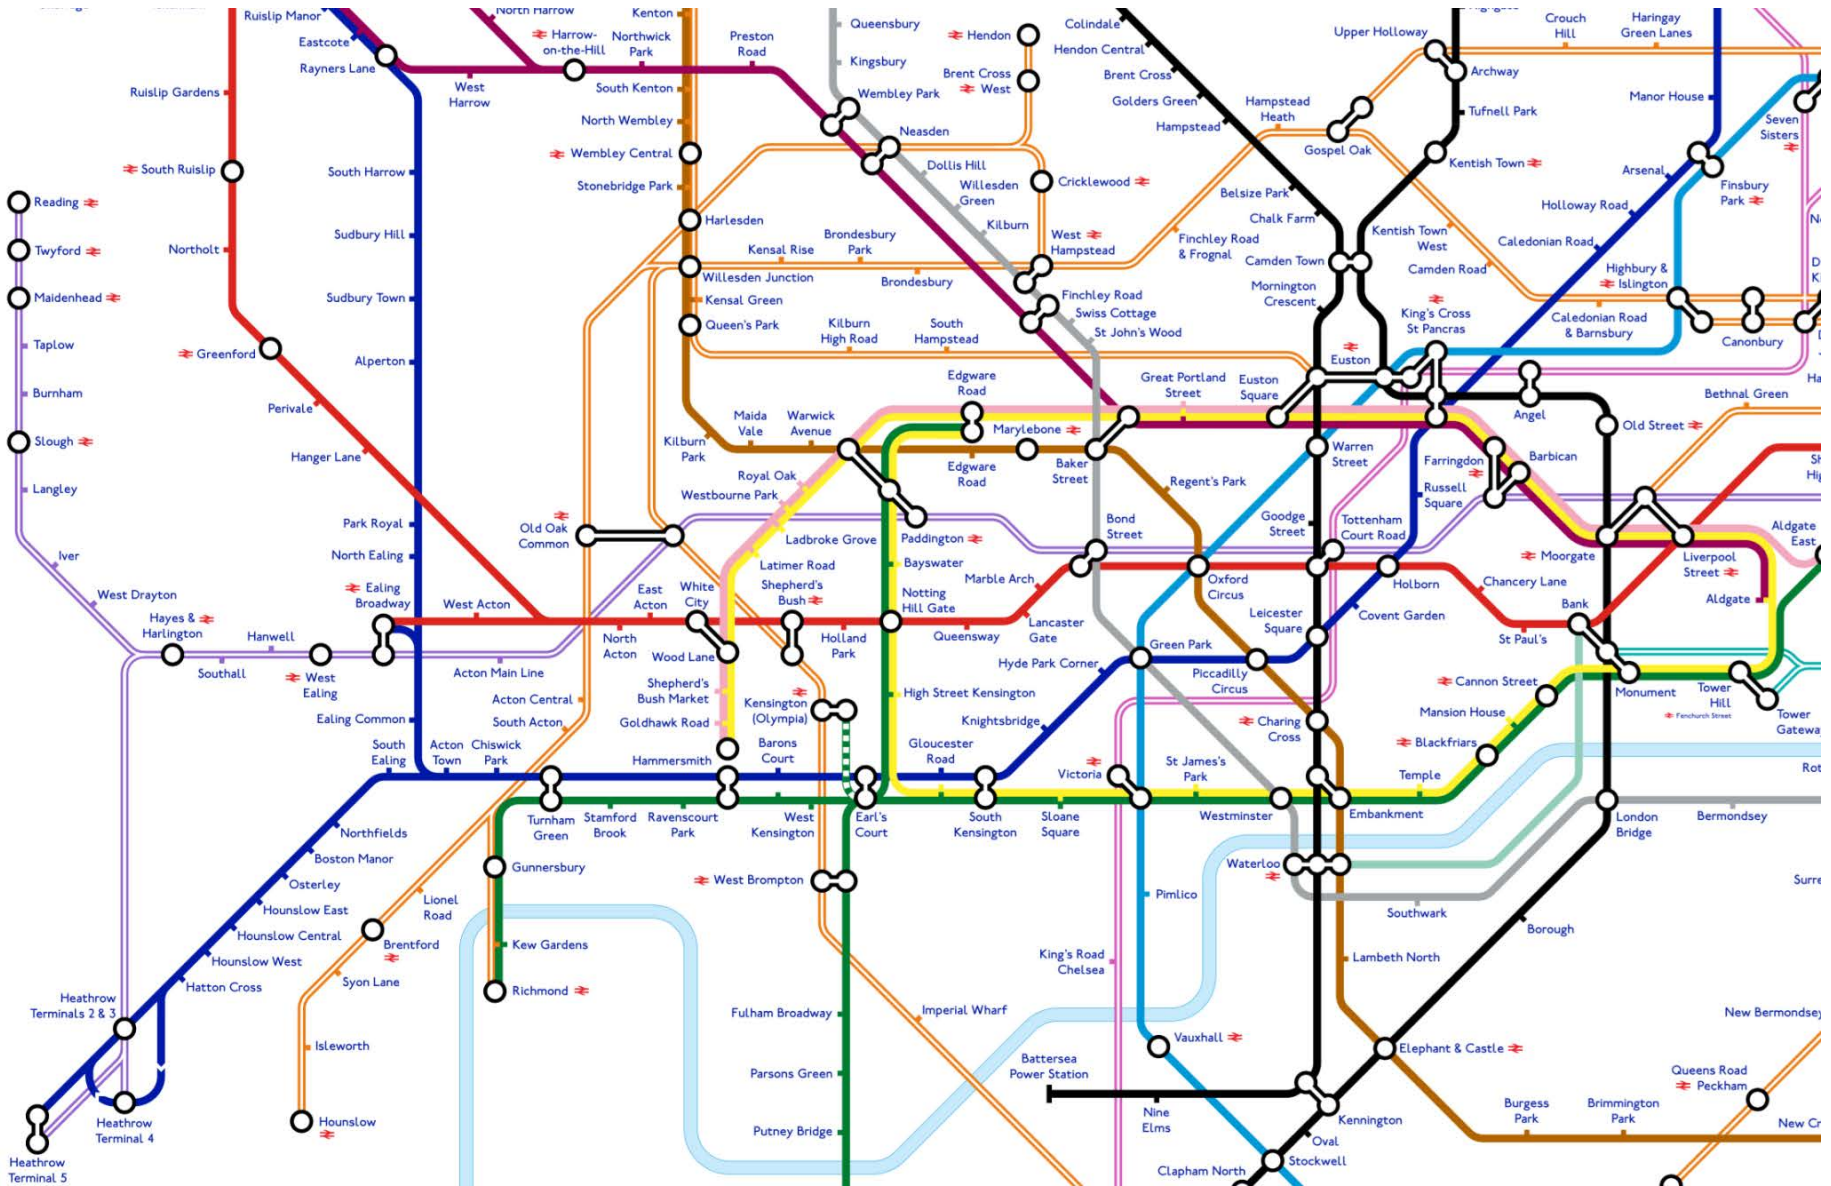 Ruislip Manor
North Harrow
Kenton
Queensbury
Colindale
Crouch
Hill
Haringay
Green Lanes
Eastcote
Harrow-
on-the-Hill
Northwick
Park
Preston
Road
Hendon
Hendon Central
Upper Holloway
Rayners Lane
Kingsbury
Brent Cross
West
Brent Cross
Archway
Ruislip Gardens
West
Harrow
South Kenton
Wembley Park
Golders Green
Hampstead
Heath
Manor House
Tufnell Park
North Wembley
Neasden
Hampstead
Seven
Sisters
South Ruislip
South Harrow
Wembley Central
Dollis Hill
Gospel Oak
Kentish Town
Stonebridge Park
Willesden
Green
Cricklewood
Belsize Park
Arsenal
Finsbury
Park
Reading
Harlesden
Kilburn
Chalk Farm
Holloway Road
Twyford
Northolt
Sudbury Hill
Kensal Rise
Brondesbury
Park
West
Hampstead
Finchley Road
& Frognal
Kentish Town
West
Caledonian Road
Willesden Junction
Brondesbury
Camden Town
Camden Road
Highbury &
Islington
Maidenhead
Sudbury Town
Kensal Green
Finchley Road
Mornington
Crescent
King's Cross
St Pancras
Caledonian Road
& Barnsbury
Queen's Park
Kilburn
High Road
South
Hampstead
Swiss Cottage
St John's Wood
Canonbury
Taplow
Greenford
Alperton
Euston
Burnham
Perivale
Edgware
Road
Great Portland
Street
Euston
Square
Angel
Bethnal Green
Slough
Hanger Lane
Kilburn
Park
Maida
Vale
Warwick
Avenue
Marylebone
Old Street
Edgware
Road
Baker
Street
Warren
Street
Farringdon
Barbican
Langley
Royal Oak
Westbourne Park
Regent's Park
Russell
Square
Park Royal
Old Oak
Common
Ladbroke Grove
Paddington
Bond
Street
Goodge
Street
Tottenham
Court Road
Moorgate
Liverpool
Street
Aldgate
East
Iver
North Ealing
Latimer Road
Bayswater
Marble Arch
Oxford
Circus
Holborn
Chancery Lane
West Drayton
Ealing
Broadway
West Acton
East
Acton
White
City
Shepherd's
Bush
Notting
Hill Gate
Lancaster
Gate
Leicester
Square
Covent Garden
Bank
Aldgate
Hayes &
Harlington
Hanwell
North
Acton
Holland
Park
Queensway
Green Park
St Paul's
Southall
West
Ealing
Acton Main Line
Wood Lane
Hyde Park Corner
Piccadilly
Circus
Monument
Tower
Hill
Fenchurch Street
Tower
Gateway
Acton Central
Shepherd's
Bush Market
High Street Kensington
Cannon Street
Ealing Common
South Acton
Goldhawk Road
Kensington
(Olympia)
Knightsbridge
Charing
Cross
Mansion House
South
Ealing
Acton
Town
Chiswick
Park
Hammersmith
Barons
Court
Gloucester
Road
Victoria
St James's
Park
Temple
Blackfriars
Northfields
Turnham
Green
Stamford
Brook
Ravenscourt
Park
West
Kensington
Earl's
Court
South
Kensington
Sloane
Square
Westminster
Embankment
London
Bridge
Bermondsey
Boston Manor
Gunnersbury
West Brompton
Waterloo
Osterley
Pimlico
Southwark
Hounslow East
Lionel
Road
Borough
Hounslow Central
Brentford
Kew Gardens
King's Road
Chelsea
Lambeth North
Hounslow West
Syon Lane
Hatton Cross
Richmond
Heathrow
Terminals 2 & 3
Fulham Broadway
Imperial Wharf
New Bermondsey
Isleworth
Vauxhall
Elephant & Castle
Parsons Green
Battersea
Power Station
Queens Road
Peckham
Heathrow
Terminal 4
Hounslow
Putney Bridge
Nine
Elms
Kennington
Burgess
Park
Brimmington
Park
New Cr
Oval
Heathrow
Terminal 5
Clapham North
Stockwell